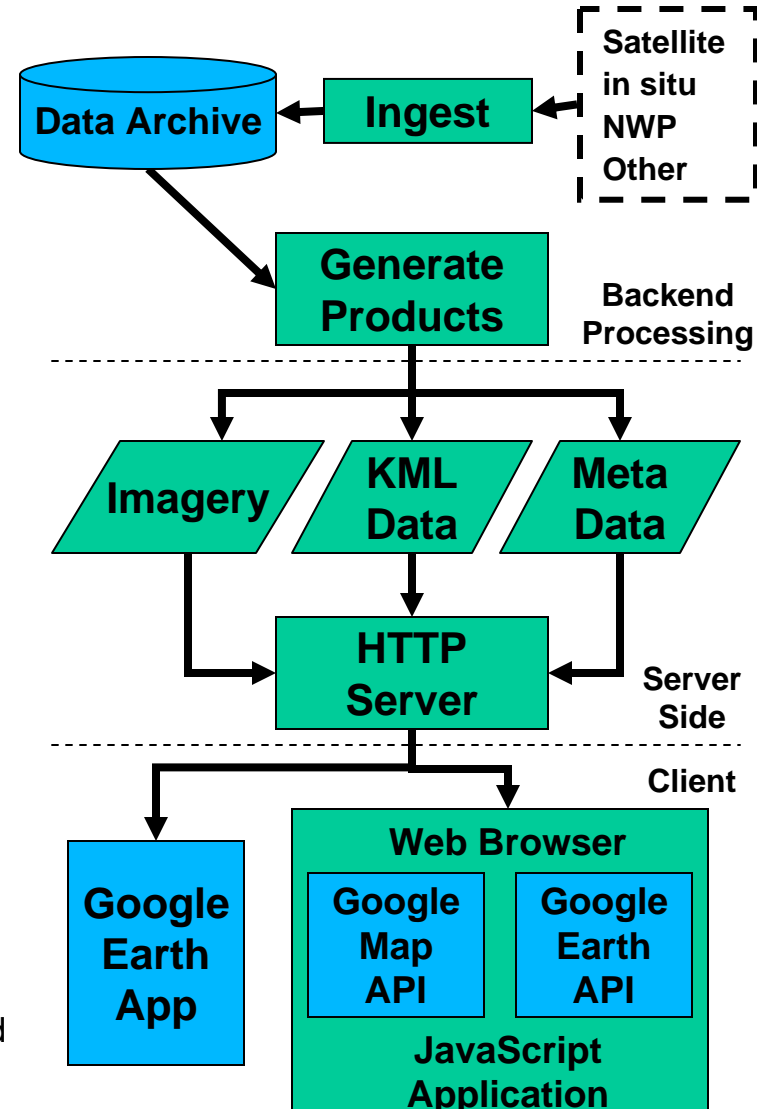 Satellite
in situ
NWP
Other
Data Archive
Ingest
Generate
Products
Backend
Processing
Imagery
KML
Data
Meta
Data
HTTP
Server
Server
Side
Client
Google
Earth
App
Web Browser
Google
Map
API
Google
Earth
API
JavaScript
Application